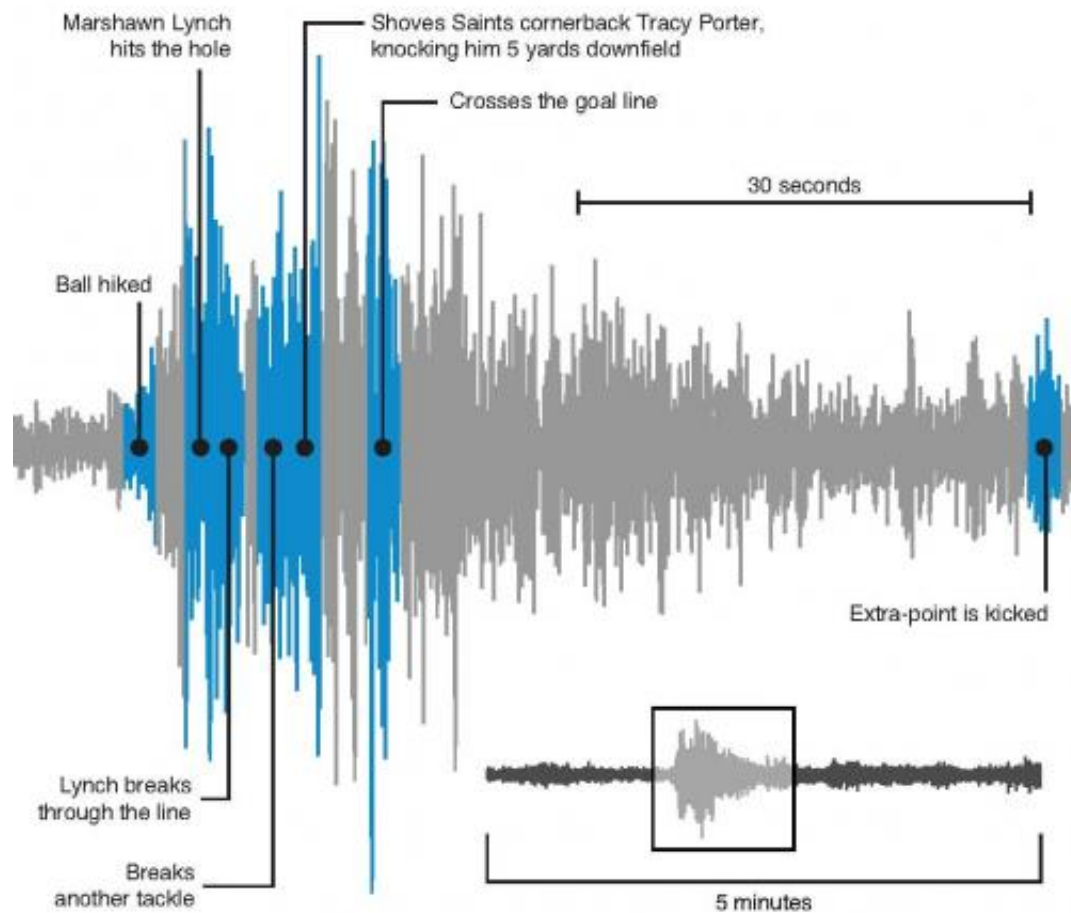 Marshawn Lynch
hits the hole
Shoves Saints cornerback Tracy Porter,
knocking him 5 yards downfield
Crosses the goal line
30 seconds
Ball hiked
Extra-point is kicked
Lynch breaks
through the line
Breaks
another tackle
5 minutes